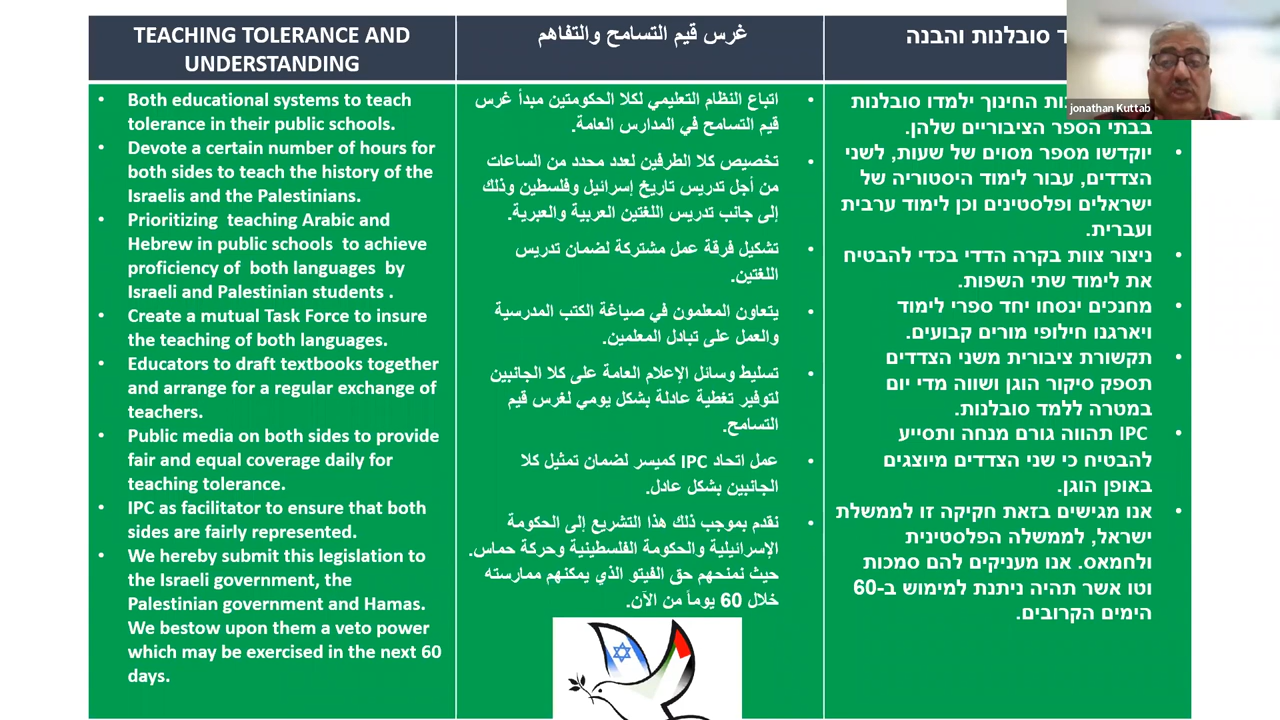 TEACHING TOLERANCE AND
UNDERSTANDING
• Both educational systems to teach
tolerance in their public schools.
• Devote a certain number of hours for
both sides to teach the history of the
Israelis and the Palestinians.
• Prioritizing teaching Arabic and
Hebrew in public schools to achieve
proficiency of both languages by
Israeli and Palestinian students .
• Create a mutual Task Force to insure
the teaching of both languages.
• Educators to draft textbooks together
and arrange for a regular exchange of
teachers.
• Public media on both sides to provide
fair and equal coverage daily for
teaching tolerance.
• IPC as facilitator to ensure that both
sides are fairly represented.
• We hereby submit this legislation to
the Israeli government, the
Palestinian government and Hamas.
We bestow upon them a veto power
which may be exercised in the next 60
days.
غرس قيم التسامح والتفاهم
• اتباع النظام التعليمي لكلا الحكومتين مبدأ غرس
قيم التسامح في المدارس العامة.
• تخصيص كلا الطرفين لعدد محدد من الساعات
من أجل تدريس تاريخ إسرائيل وفلسطين وذلك
إلى جانب تدريس اللغتين العربية والعبرية.
• تشكيل فرقة عمل مشتركة لضمان تدريس
اللغتين.
• يتعاون المعلمون في صياغة الكتب المدرسية
والعمل على تبادل المعلمين.
• تسليط وسائل الإعلام العامة على كلا الجانبين
لتوفير تغطية عادلة بشكل يومي لغرس قيم
التسامح.
• عمل اتحاد IPC كميسر لضمان تمثيل كلا
الجانبين بشكل عادل.
• نقدم بموجب ذلك هذا التشريع إلى الحكومة
الإسرائيلية والحكومة الفلسطينية وحركة حماس.
حيث نمنحهم حق الفيتو الذي يمكنهم ممارسته
خلال 60 يوماً من الآن.
סובלנות והבנה
החינוך ילמדו סובלנות
בבתי הספר הציבוריים שלהן.
• יוקדשו מספר מסוים של שעות, לשני
הצדדים, עבור לימוד היסטוריה של
ישראלים ופלסטינים וכן לימוד ערבית
ועברית.
• ניצור צוות בקרה הדדי בכדי להבטיח
את לימוד שתי השפות.
• מחנכים ינסחו יחד ספרי לימוד
ויארגנו חילופי מורים קבועים.
• תקשורת ציבורית משני הצדדים
תספק סיקור הוגן ושווה מדי יום
במטרה ללמד סובלנות.
• IPC תהווה גורם מנחה ותסייע
להבטיח כי שני הצדדים מיוצגים
באופן הוגן.
• אנו מגישים בזאת חקיקה זו לממשלת
ישראל, לממשלה הפלסטינית
ולחמאס. אנו מעניקים להם סמכות
וטו אשר תהיה ניתנת למימוש ב-60
הימים הקרובים.
jonathan Kuttab